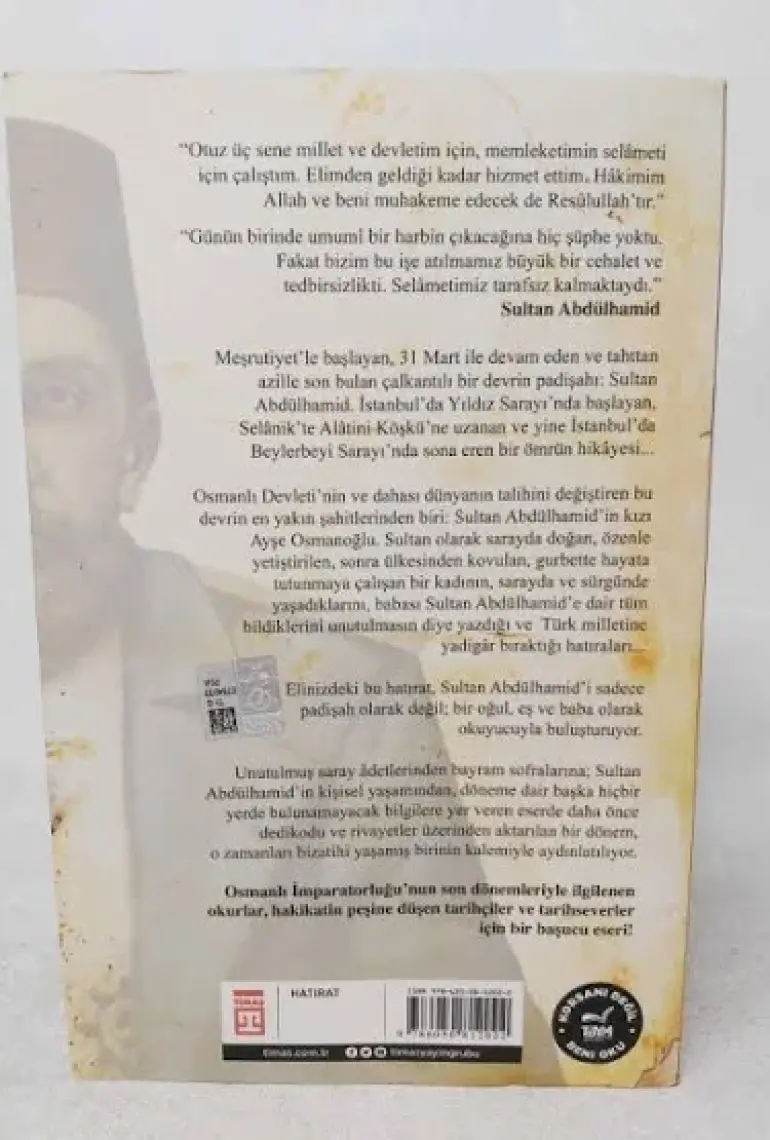 “Otuz üç sene millet ve devletim için, memleketimin selâmeti
için çalıştım. Elimden geldiği kadar hizmet ettim. Hâkimim
Allah ve beni muhakeme edecek de Resûlullah’tır.”
“Günün birinde umumî bir harbin çıkacağına hiç şüphe yoktu.
Fakat bizim bu işe atılmamız büyük bir cehalet ve
tedbirsizlikti. Selâmetimiz tarafsız kalmaktaydı.”
Sultan Abdülhamid
Meşrutiyet’le başlayan, 31 Mart ile devam eden ve tahttan
azille son bulan çalkantılı bir devrin padişahı: Sultan
Abdülhamid. İstanbul’da Yıldız Sarayı’nda başlayan,
Selânik’te Alâtini Köşkü’ne uzanan ve yine İstanbul’da
Beylerbeyi Sarayı’nda sona eren bir ömrün hikâyesi...
Osmanlı Devleti’nin ve dahası dünyanın talihini değiştiren bu
devrin en yakın şahitlerinden biri: Sultan Abdülhamid’in kızı
Ayşe Osmanoğlu. Sultan olarak sarayda doğan, özenle
yetiştirilen, sonra ülkesinden kovulan, gurbette hayata
tutunmaya çalışan bir kadının, sarayda ve sürgünde
yaşadıklarını, babası Sultan Abdülhamid’e dair tüm
bildiklerini unutulmasın diye yazdığı ve Türk milletine
yadigâr bıraktığı hatıraları...
Elinizdeki bu hatırat, Sultan Abdülhamid’i sadece
padişah olarak değil; bir oğul, eş ve baba olarak
okuyucuyla buluşturuyor.
Unutulmuş saray âdetlerinden bayram sofralarına; Sultan
Abdülhamid’in kişisel yaşamından, döneme dair başka hiçbir
yerde bulunamayacak bilgilere yer veren eserde daha önce
dedikodu ve rivayetler üzerinden aktarılan bir dönem,
o zamanları bizatihi yaşamış birinin kalemiyle aydınlatılıyor.
Osmanlı İmparatorluğu’nun son dönemleriyle ilgilenen
okurlar, hakikatin peşine düşen tarihçiler ve tarihseverler
için bir başucu eseri!
TİMAŞ
HATIRAT
ISBN
timas.com.tr
timasyayingrubu
KORSANI DEĞİL
BENİ OKU